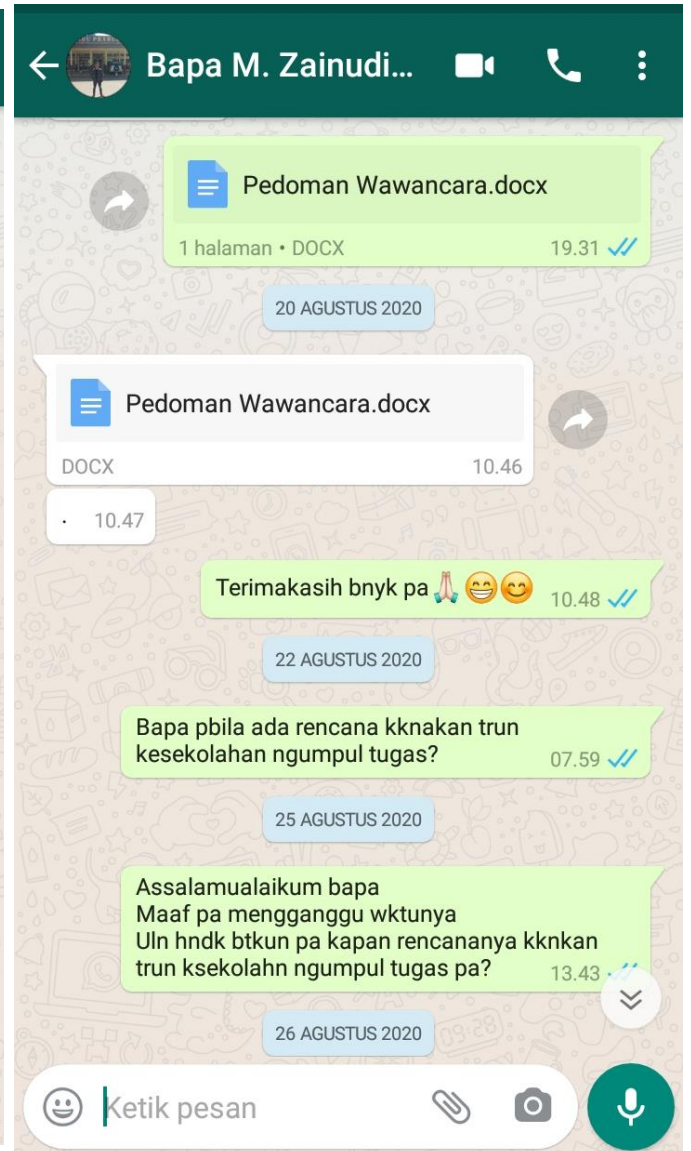 Bapa M. Zainudi...
Pedoman Wawancara.docx
1 halaman • DOCX 19.31
20 AGUSTUS 2020
Pedoman Wawancara.docx
DOCX 10.46
. 10.47
Terimakasih bnyk pa 🙏🏻😁😊 10.48
22 AGUSTUS 2020
Bapa pbila ada rencana kknakan trun
kesekolahan ngumpul tugas? 07.59
25 AGUSTUS 2020
Assalamualaikum bapa
Maaf pa mengganggu wktunya
Uln hndk btkun pa kapan rencananya kknkan
trun ksekolahn ngumpul tugas pa? 13.43
26 AGUSTUS 2020
Ketik pesan